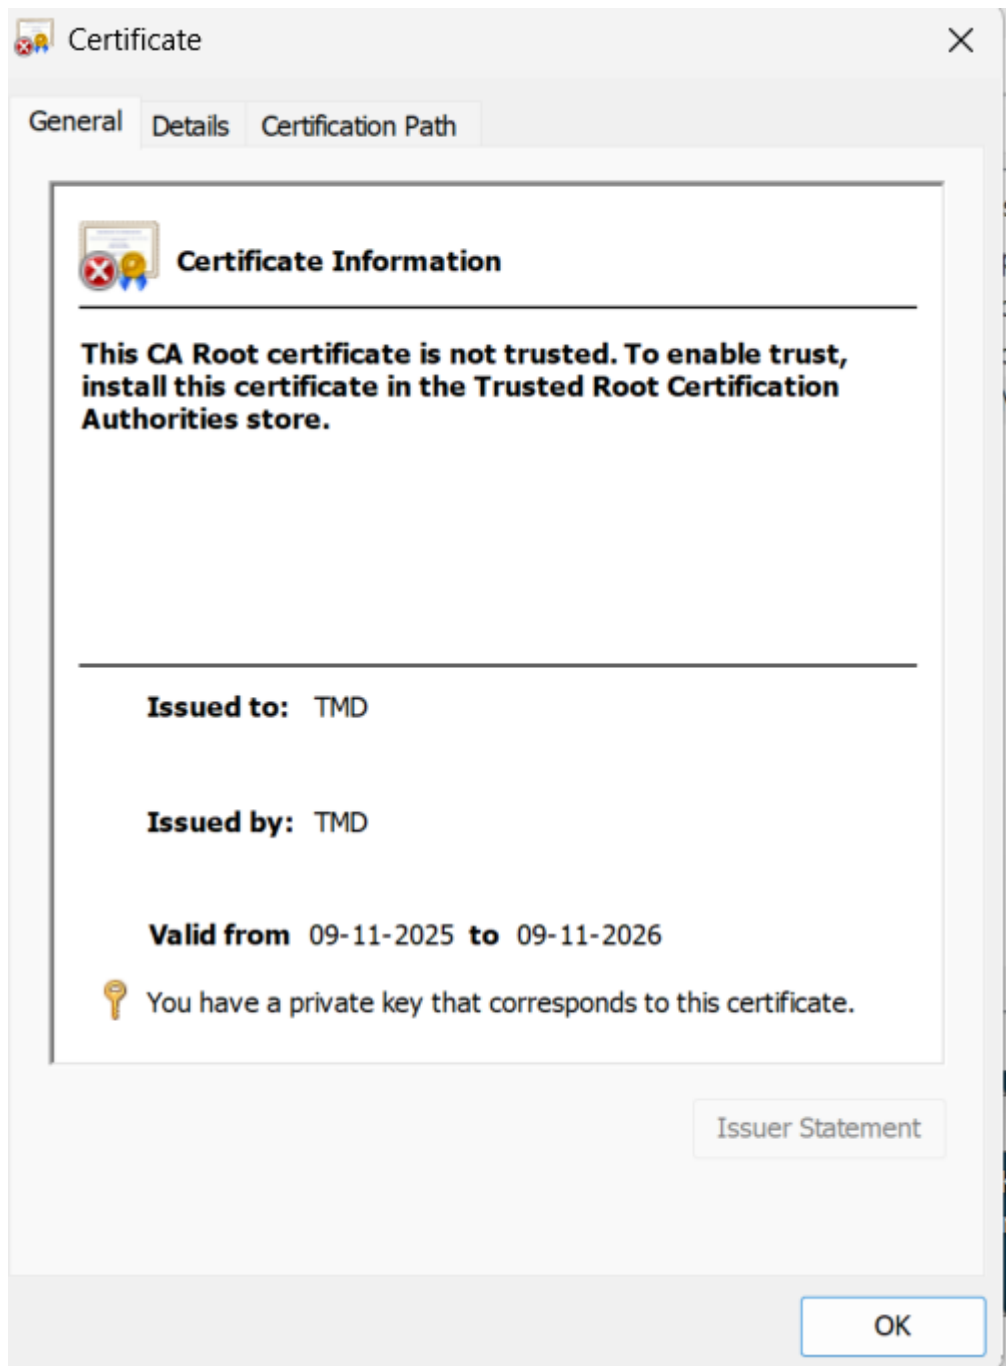 Certificate
General Details Certification Path
Certificate Information
This CA Root certificate is not trusted. To enable trust,
install this certificate in the Trusted Root Certification
Authorities store.
Issued to: TMD
Issued by: TMD
Valid from 09-11-2025 to 09-11-2026
You have a private key that corresponds to this certificate.
Issuer Statement
OK